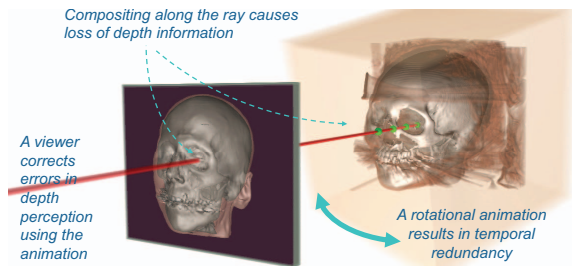 Compositing along the ray causes
loss of depth information
A viewer
corrects
errors in
depth
perception
using the
animation
A rotational animation
results in temporal
redundancy